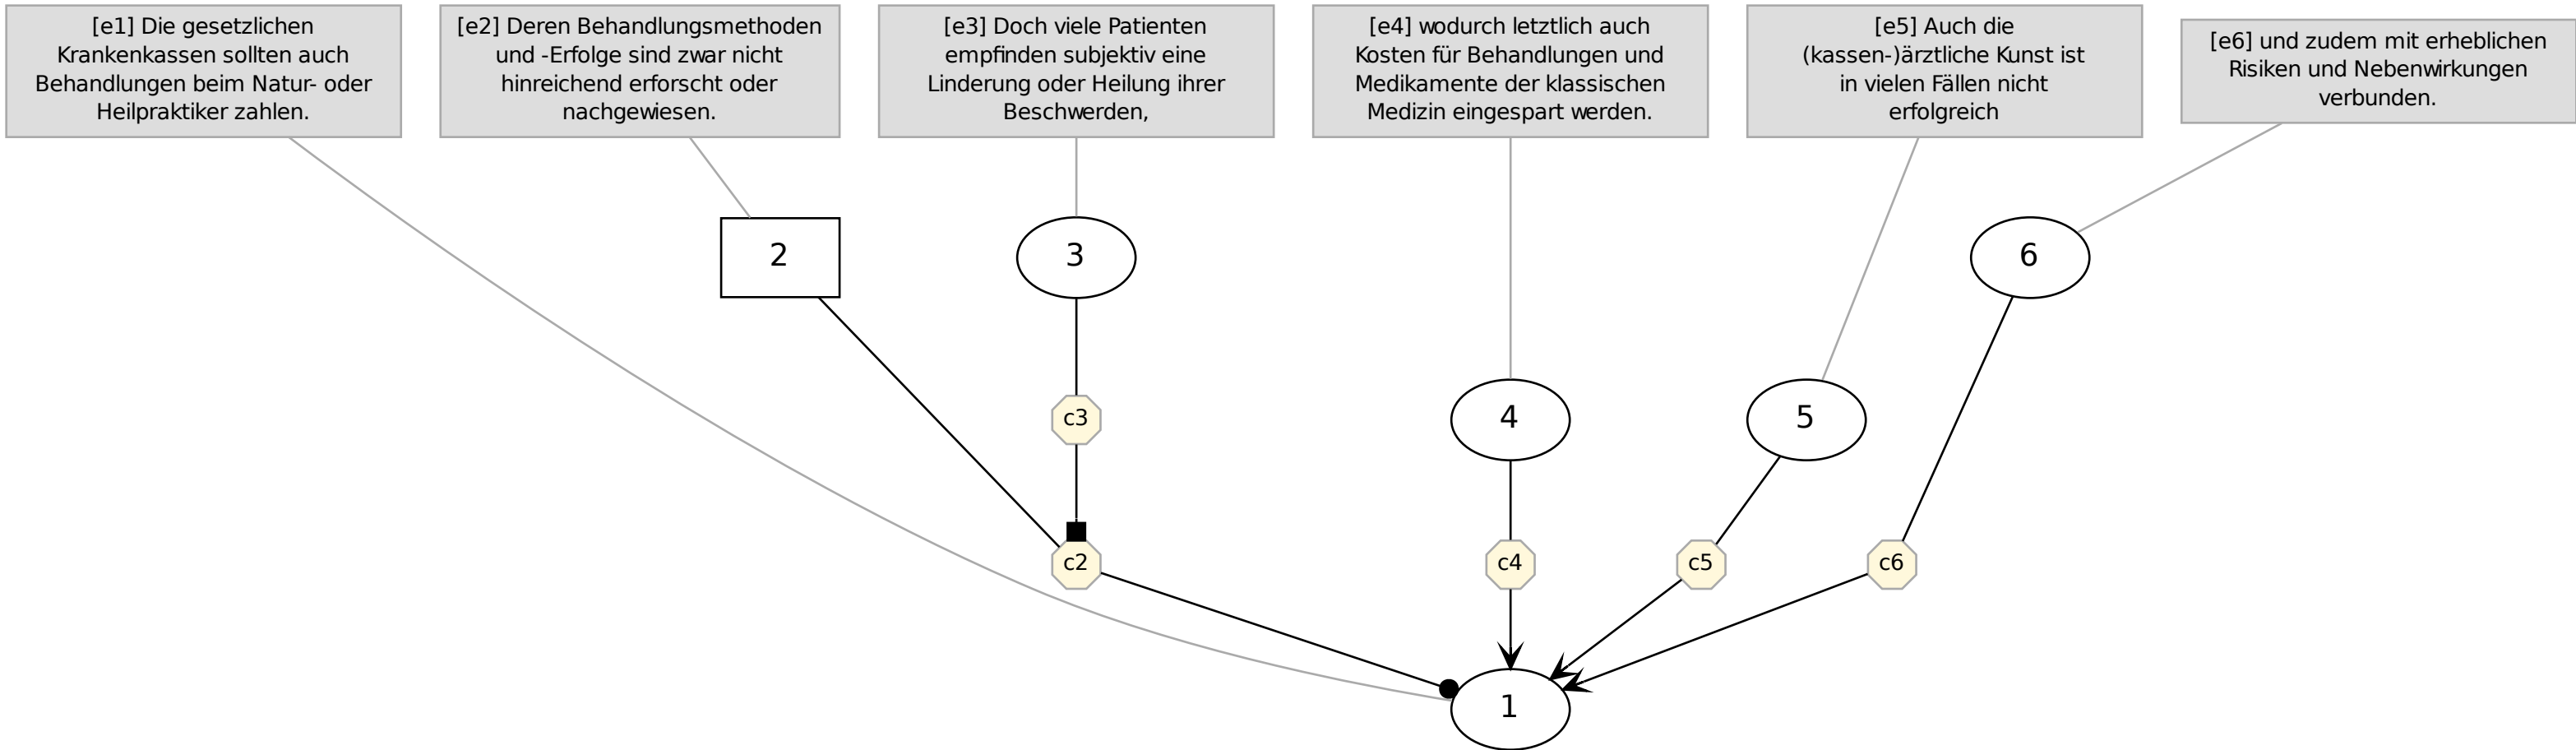 [e1] Die gesetzlichen
Krankenkassen sollten auch
Behandlungen beim Natur- oder
Heilpraktiker zahlen.
[e2] Deren Behandlungsmethoden
und -Erfolge sind zwar nicht
hinreichend erforscht oder
nachgewiesen.
[e3] Doch viele Patienten
empfinden subjektiv eine
Linderung oder Heilung ihrer
Beschwerden,
[e4] wodurch letztlich auch
Kosten für Behandlungen und
Medikamente der klassischen
Medizin eingespart werden.
[e5] Auch die
(kassen-)ärztliche Kunst ist
in vielen Fällen nicht
erfolgreich
[e6] und zudem mit erheblichen
Risiken und Nebenwirkungen
verbunden.
2
3
6
c3
4
5
c2
c4
c5
c6
1